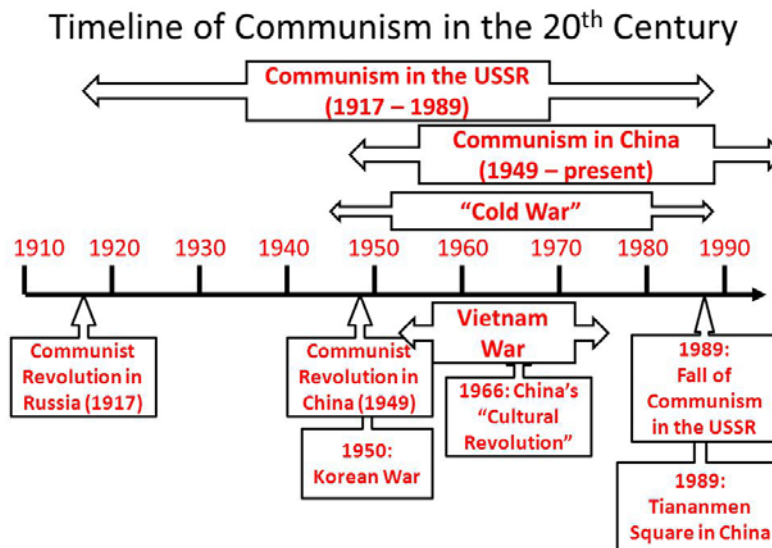 Timeline of Communism in the 20th Century
Communism in the USSR
(1917 – 1989)
Communism in China
(1949 – present)
“Cold War”
1910 1920 1930 1940 1950 1960 1970 1980 1990
Communist
Revolution in
Russia (1917)
Communist
Revolution in
China (1949)
1950:
Korean War
Vietnam
War
1966: China’s
“Cultural
Revolution”
1989:
Fall of
Communism
in the USSR
1989:
Tiananmen
Square in China